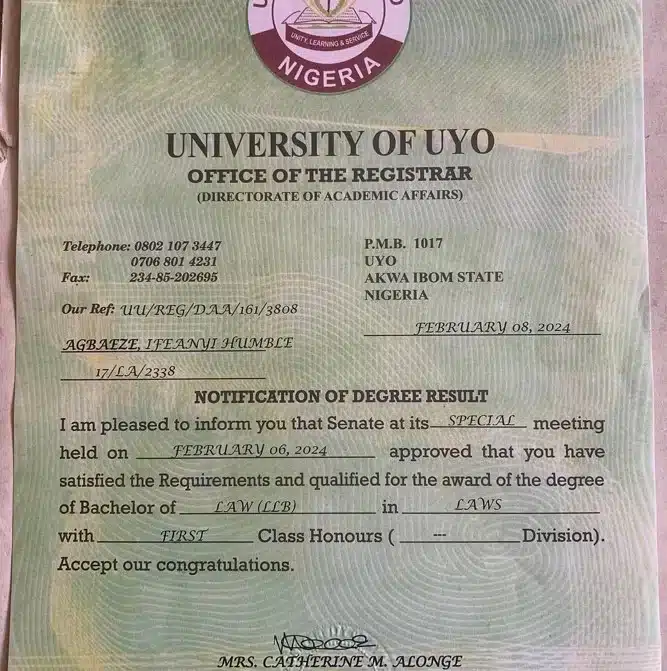 UNITY, LEARNING & SERVICE
NIGERIA
UNIVERSITY OF UYO
OFFICE OF THE REGISTRAR
(DIRECTORATE OF ACADEMIC AFFAIRS)
Telephone: 0802 107 3447
0706 801 4231
Fax: 234-85-202695
P.M.B. 1017
UYO
AKWA IBOM STATE
NIGERIA
Our Ref: UU/REG/DAA/161/3808
FEBRUARY 08, 2024
AGBAEZE, IFEANYI HUMBLE
17/LA/2338
NOTIFICATION OF DEGREE RESULT
I am pleased to inform you that Senate at its SPECIAL meeting
held on FEBRUARY 06, 2024 approved that you have
satisfied the Requirements and qualified for the award of the degree
of Bachelor of LAW (LLB) in LAWS
with FIRST Class Honours ( --- Division).
Accept our congratulations.
MRS. CATHERINE M. ALONGE